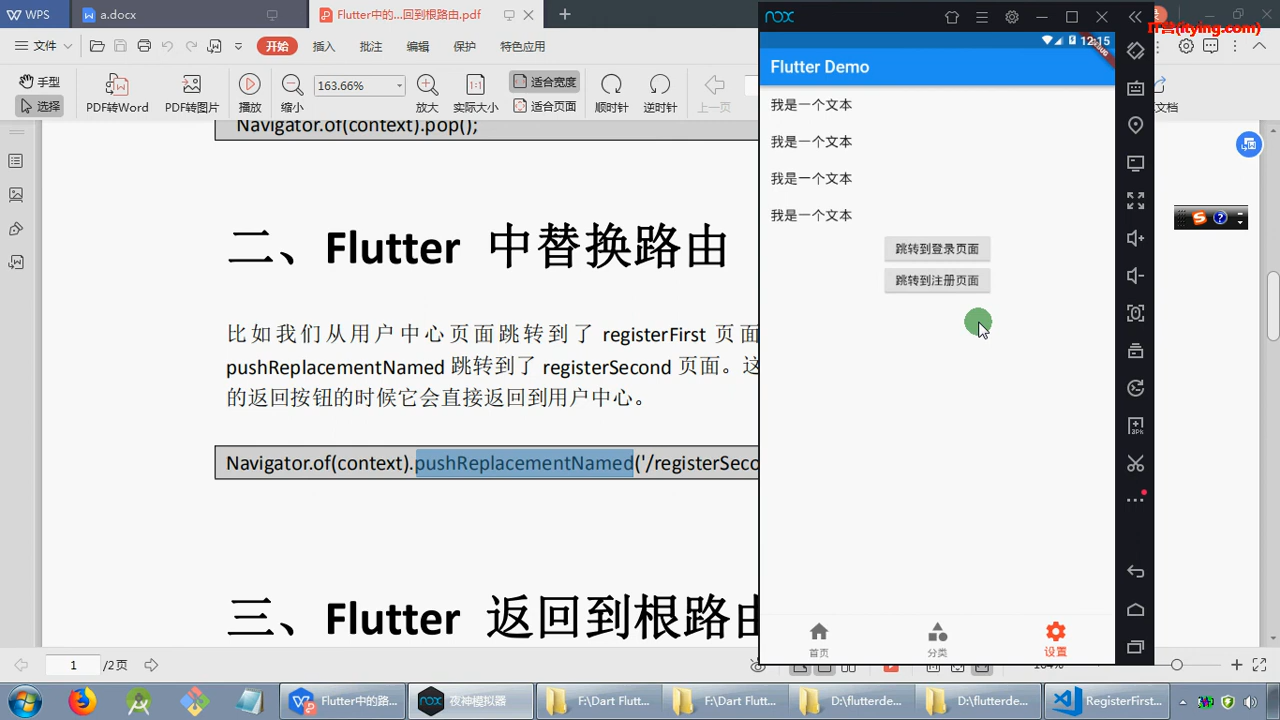 WPS
a.docx
Flutter中的...回到根路由.pdf
nox
IT营(itying.com)
文件
开始
插入
批注
编辑
保护
特色应用
手型
选择
PDF转Word
PDF转图片
播放
缩小
163.66%
放大
实际大小
适合宽度
适合页面
顺时针
逆时针
上一页
文档
12:15
Flutter Demo
我是一个文本
我是一个文本
我是一个文本
我是一个文本
跳转到登录页面
跳转到注册页面
首页
分类
设置
Navigator.of(context).pop();
二、Flutter 中替换路由
比如我们从用户中心页面跳转到了 registerFirst 页面
pushReplacementNamed 跳转到了 registerSecond 页面。这
的返回按钮的时候它会直接返回到用户中心。
Navigator.of(context).pushReplacementNamed('/registerSeco
三、Flutter 返回到根路由
1
/2页
Flutter中的路...
夜神模拟器
F:\Dart Flutt...
F:\Dart Flutt...
D:\flutterde...
D:\flutterde...
RegisterFirst...